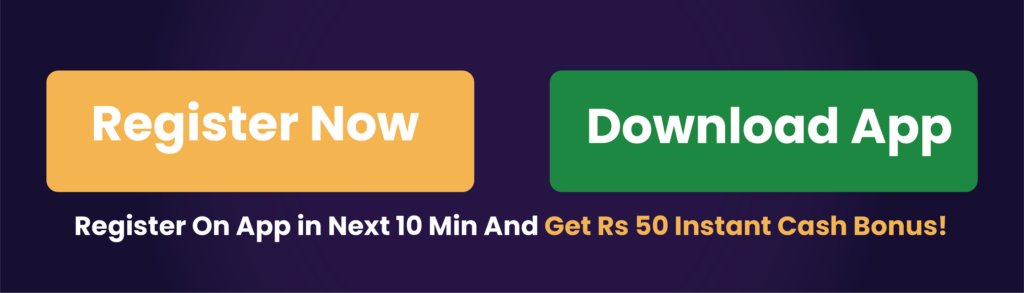 Register Now
Download App
Register On App in Next 10 Min And Get Rs 50 Instant Cash Bonus!